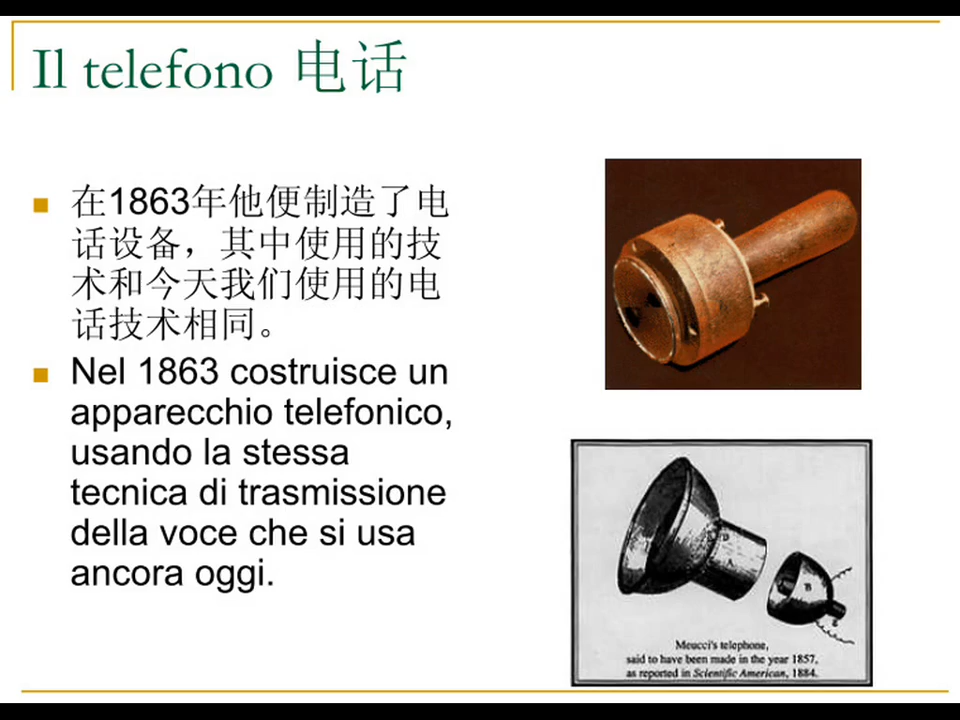 Il telefono 电话
在1863年他便制造了电
话设备，其中使用的技
术和今天我们使用的电
话技术相同。
Nel 1863 costruisce un
apparecchio telefonico,
usando la stessa
tecnica di trasmissione
della voce che si usa
ancora oggi.
Meucci's telephone,
said to have been made in the year 1857,
as reported in Scientific American, 1884.